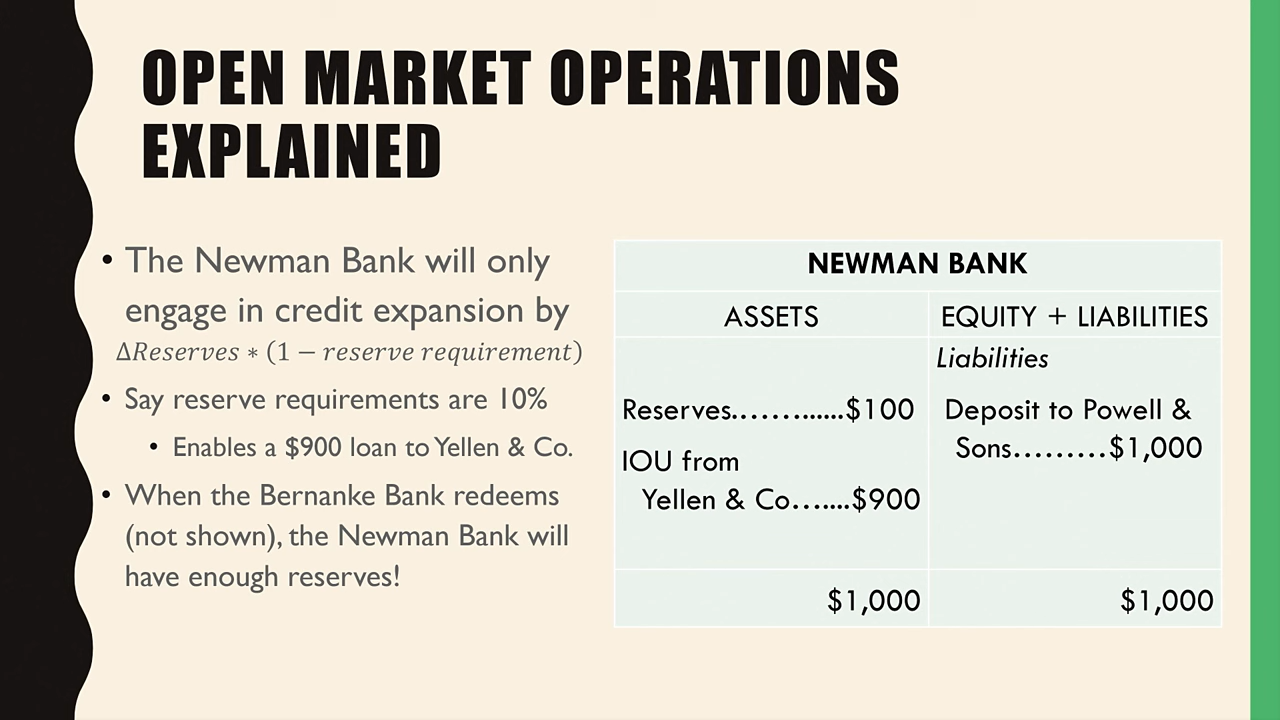 OPEN MARKET OPERATIONS
EXPLAINED
• The Newman Bank will only
engage in credit expansion by
ΔReserves ∗ (1 − reserve requirement)
• Say reserve requirements are 10%
• Enables a $900 loan to Yellen & Co.
• When the Bernanke Bank redeems
(not shown), the Newman Bank will
have enough reserves!
NEWMAN BANK
ASSETS
EQUITY + LIABILITIES
Reserves.……......$100
IOU from
Yellen & Co…....$900
$1,000
Liabilities
Deposit to Powell &
Sons………$1,000
$1,000